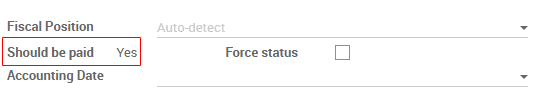 Fiscal Position Auto-detect
Should be paid Yes Force status
Accounting Date